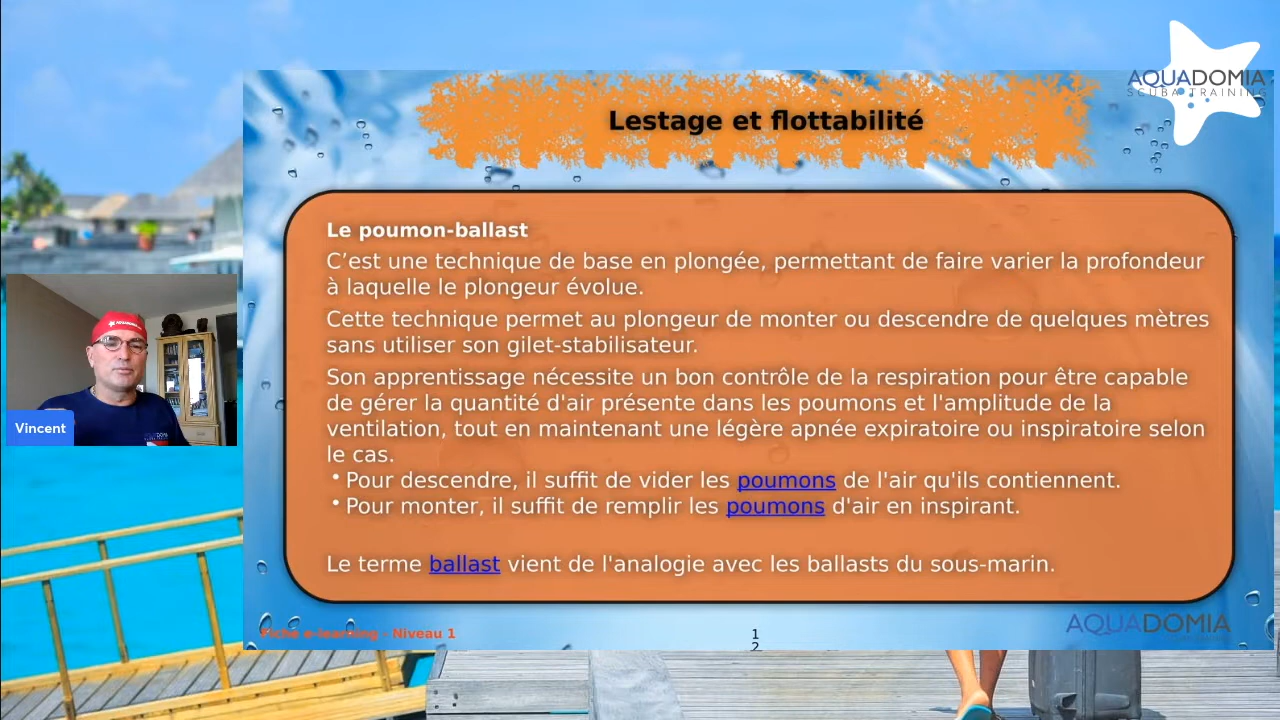 AQUADOMIA
SCUBA TRAINING
Lestage et flottabilité
Le poumon-ballast
C’est une technique de base en plongée, permettant de faire varier la profondeur
à laquelle le plongeur évolue.
Cette technique permet au plongeur de monter ou descendre de quelques mètres
sans utiliser son gilet-stabilisateur.
Son apprentissage nécessite un bon contrôle de la respiration pour être capable
de gérer la quantité d'air présente dans les poumons et l'amplitude de la
ventilation, tout en maintenant une légère apnée expiratoire ou inspiratoire selon
le cas.
• Pour descendre, il suffit de vider les poumons de l'air qu'ils contiennent.
• Pour monter, il suffit de remplir les poumons d'air en inspirant.
Le terme ballast vient de l'analogie avec les ballasts du sous-marin.
Vincent
Fiche e-learning - Niveau 1
1
2
AQUADOMIA